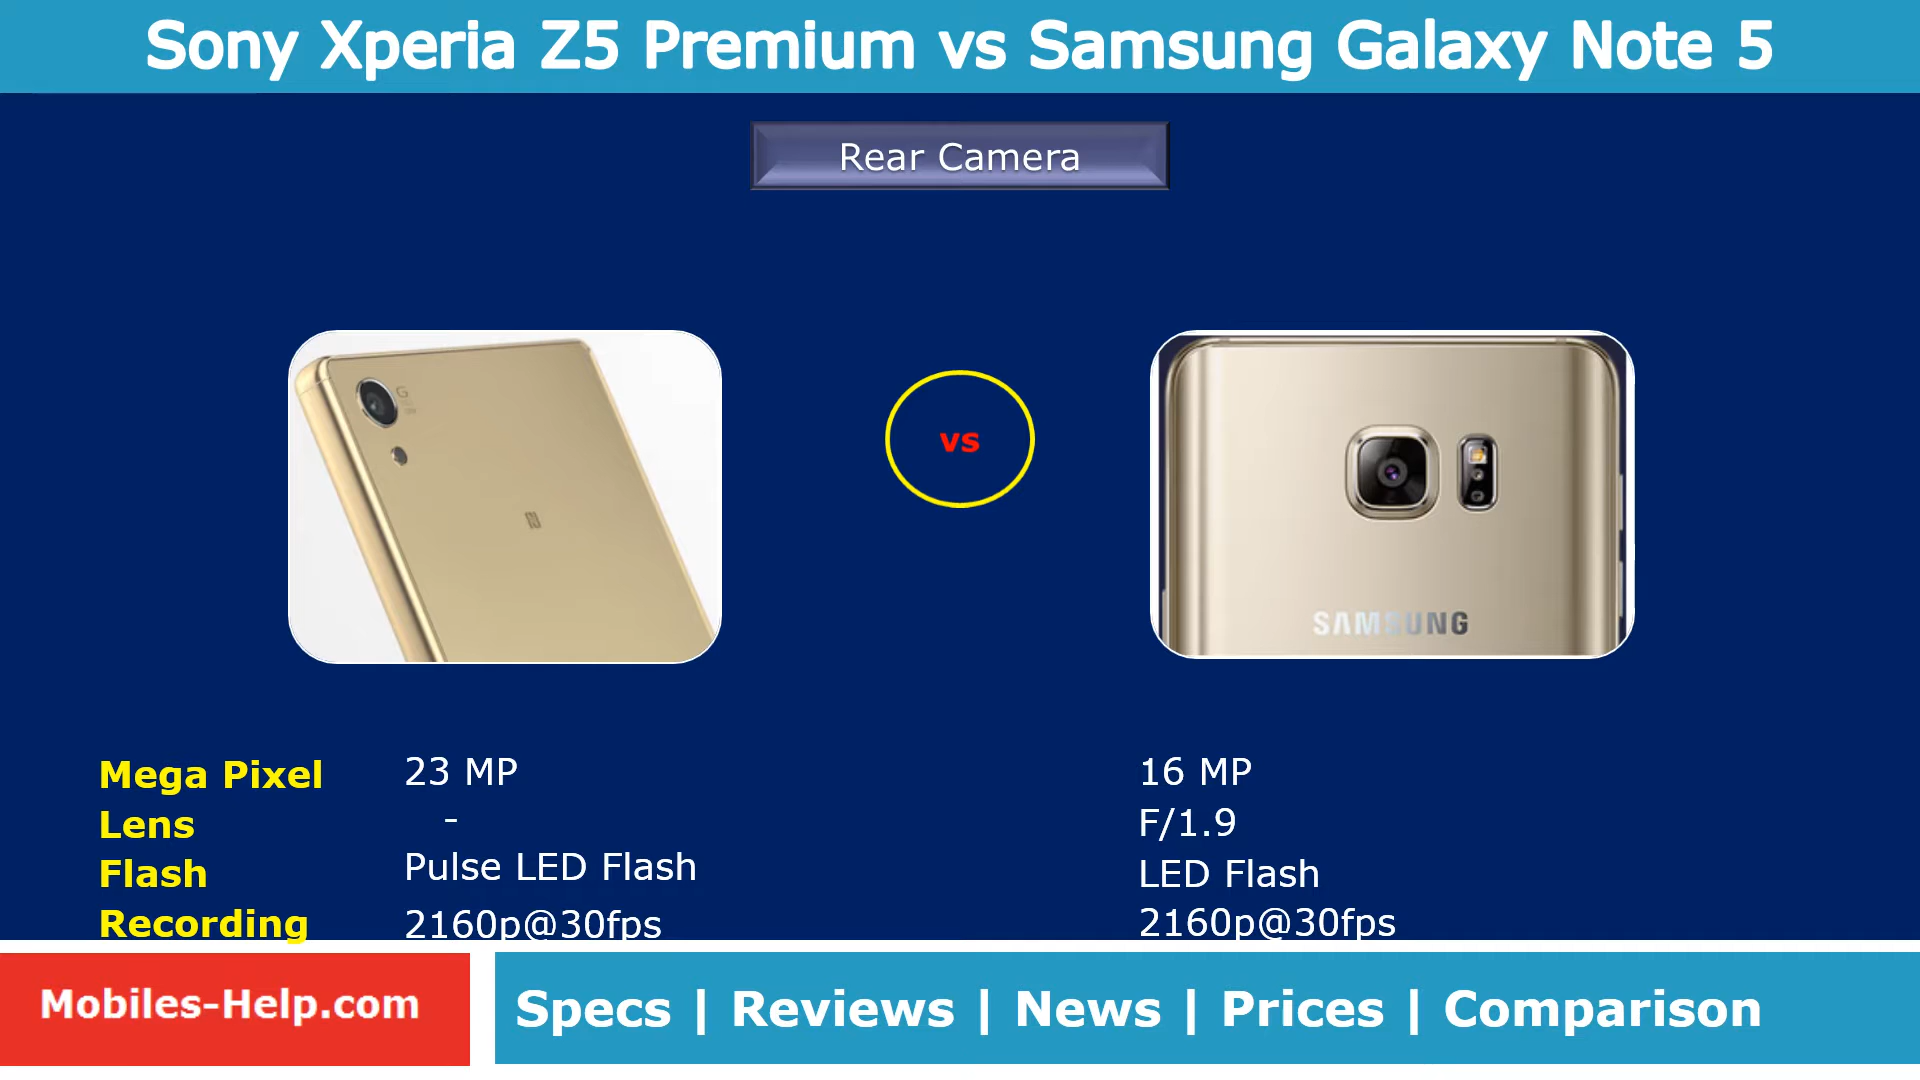 Sony Xperia Z5 Premium vs Samsung Galaxy Note 5
Rear Camera
vs
SAMSUNG
Mega Pixel 23 MP 16 MP
Lens - F/1.9
Flash Pulse LED Flash LED Flash
Recording 2160p@30fps 2160p@30fps
Mobiles-Help.com
Specs | Reviews | News | Prices | Comparison